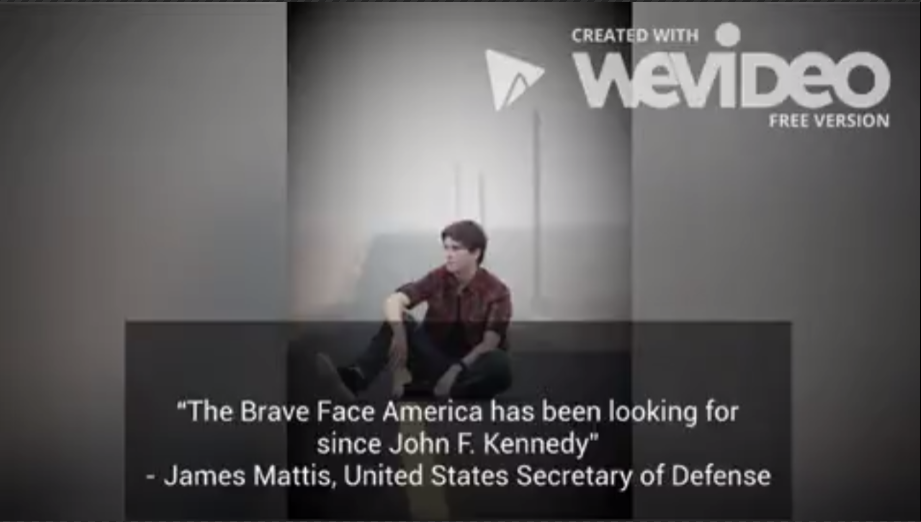 CREATED WITH
WeVIDEO
FREE VERSION
“The Brave Face America has been looking for
since John F. Kennedy”
- James Mattis, United States Secretary of Defense